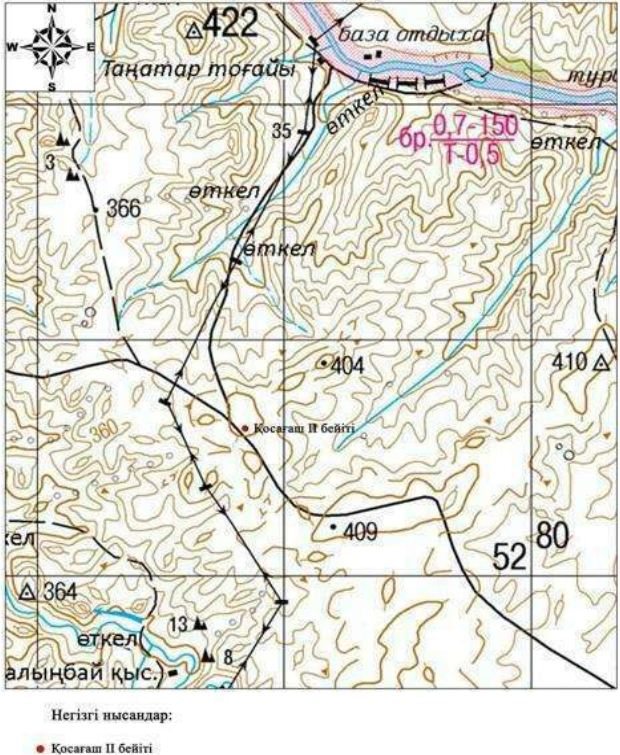 N
W E
S
422
база отдыха
Таңатар тоғайы
35
өткел
бр. 0,7-150
Т-0,5
өткел
3
өткел
366
өткел
404
410
Қосағаш II бейіті
360
409
52 80
364
13
өткел
8
алыңбай қыс.)
Негізгі нысандар:
Қосағаш II бейіті